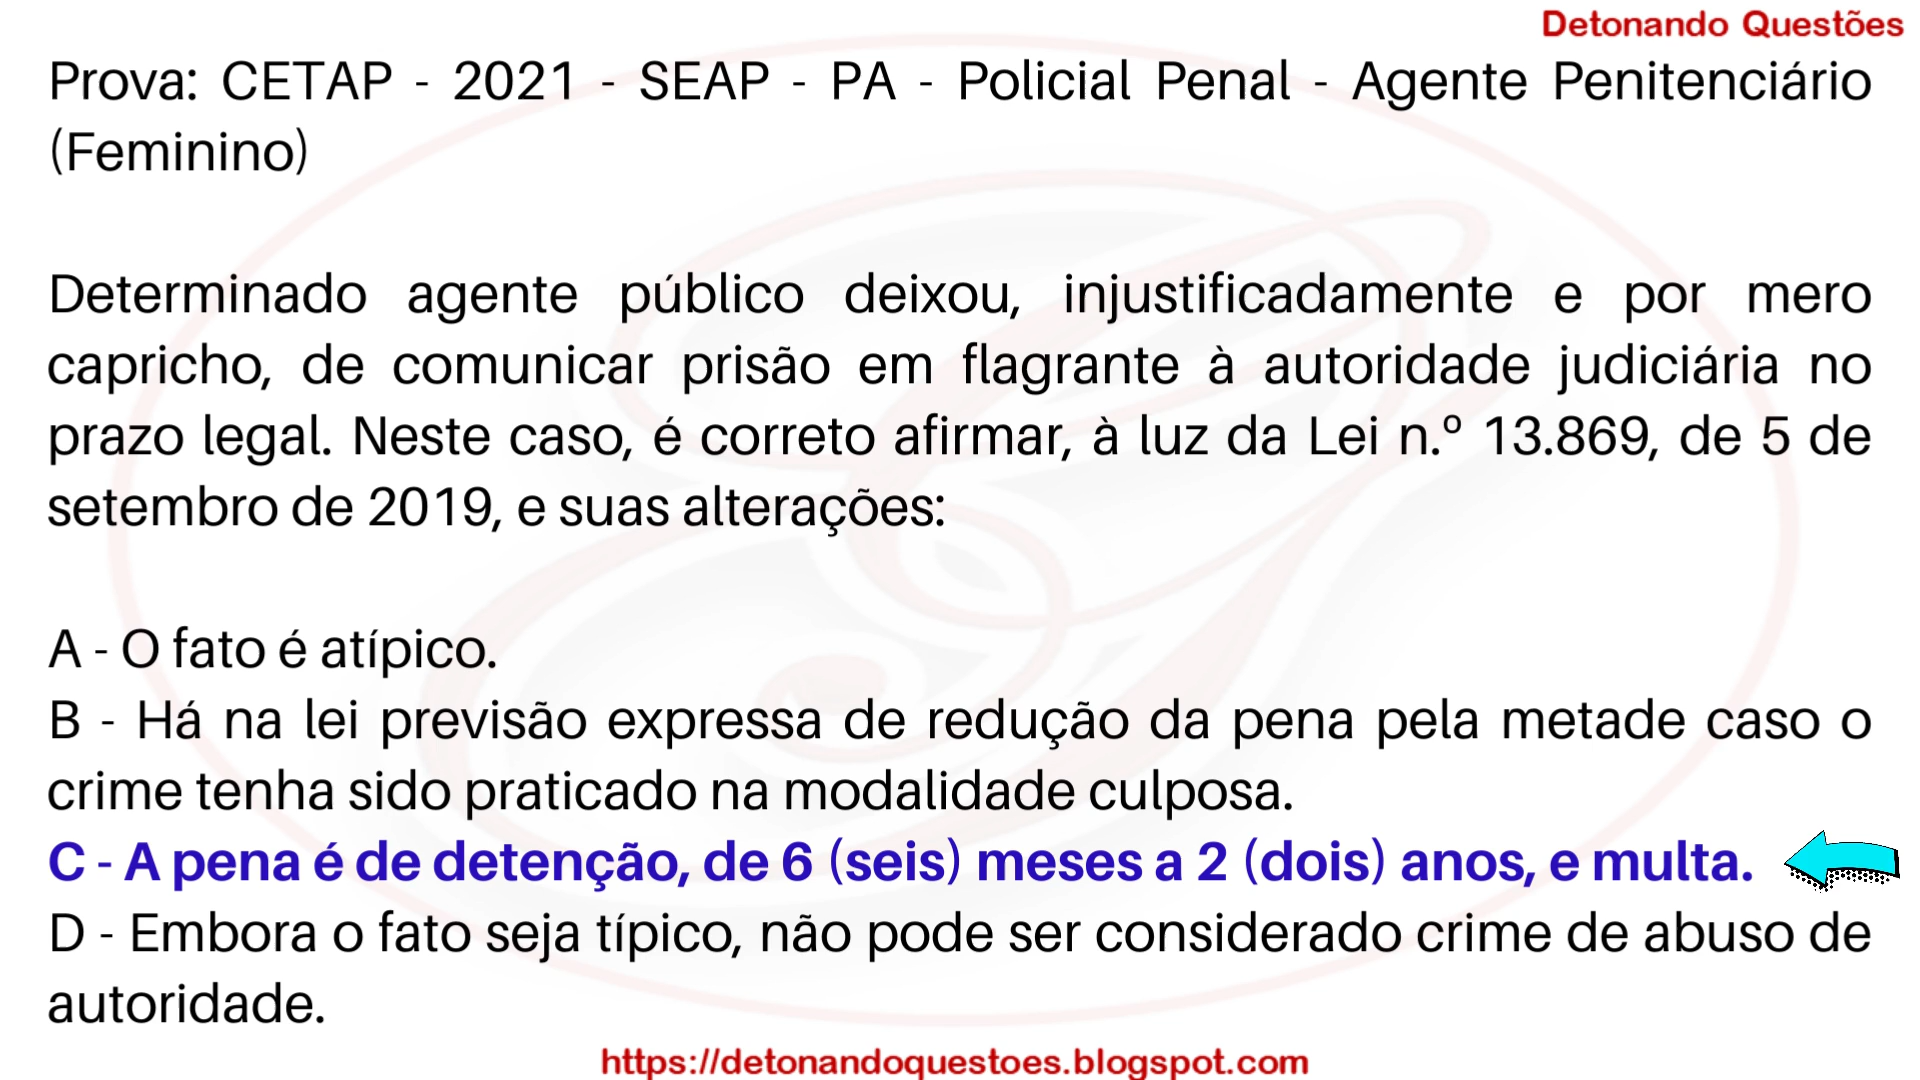 Detonando Questões
Prova: CETAP - 2021 - SEAP - PA - Policial Penal - Agente Penitenciário
(Feminino)
Determinado agente público deixou, injustificadamente e por mero
capricho, de comunicar prisão em flagrante à autoridade judiciária no
prazo legal. Neste caso, é correto afirmar, à luz da Lei n.º 13.869, de 5 de
setembro de 2019, e suas alterações:
A - O fato é atípico.
B - Há na lei previsão expressa de redução da pena pela metade caso o
crime tenha sido praticado na modalidade culposa.
C - A pena é de detenção, de 6 (seis) meses a 2 (dois) anos, e multa.
D - Embora o fato seja típico, não pode ser considerado crime de abuso de
autoridade.
https://detonandoquestoes.blogspot.com